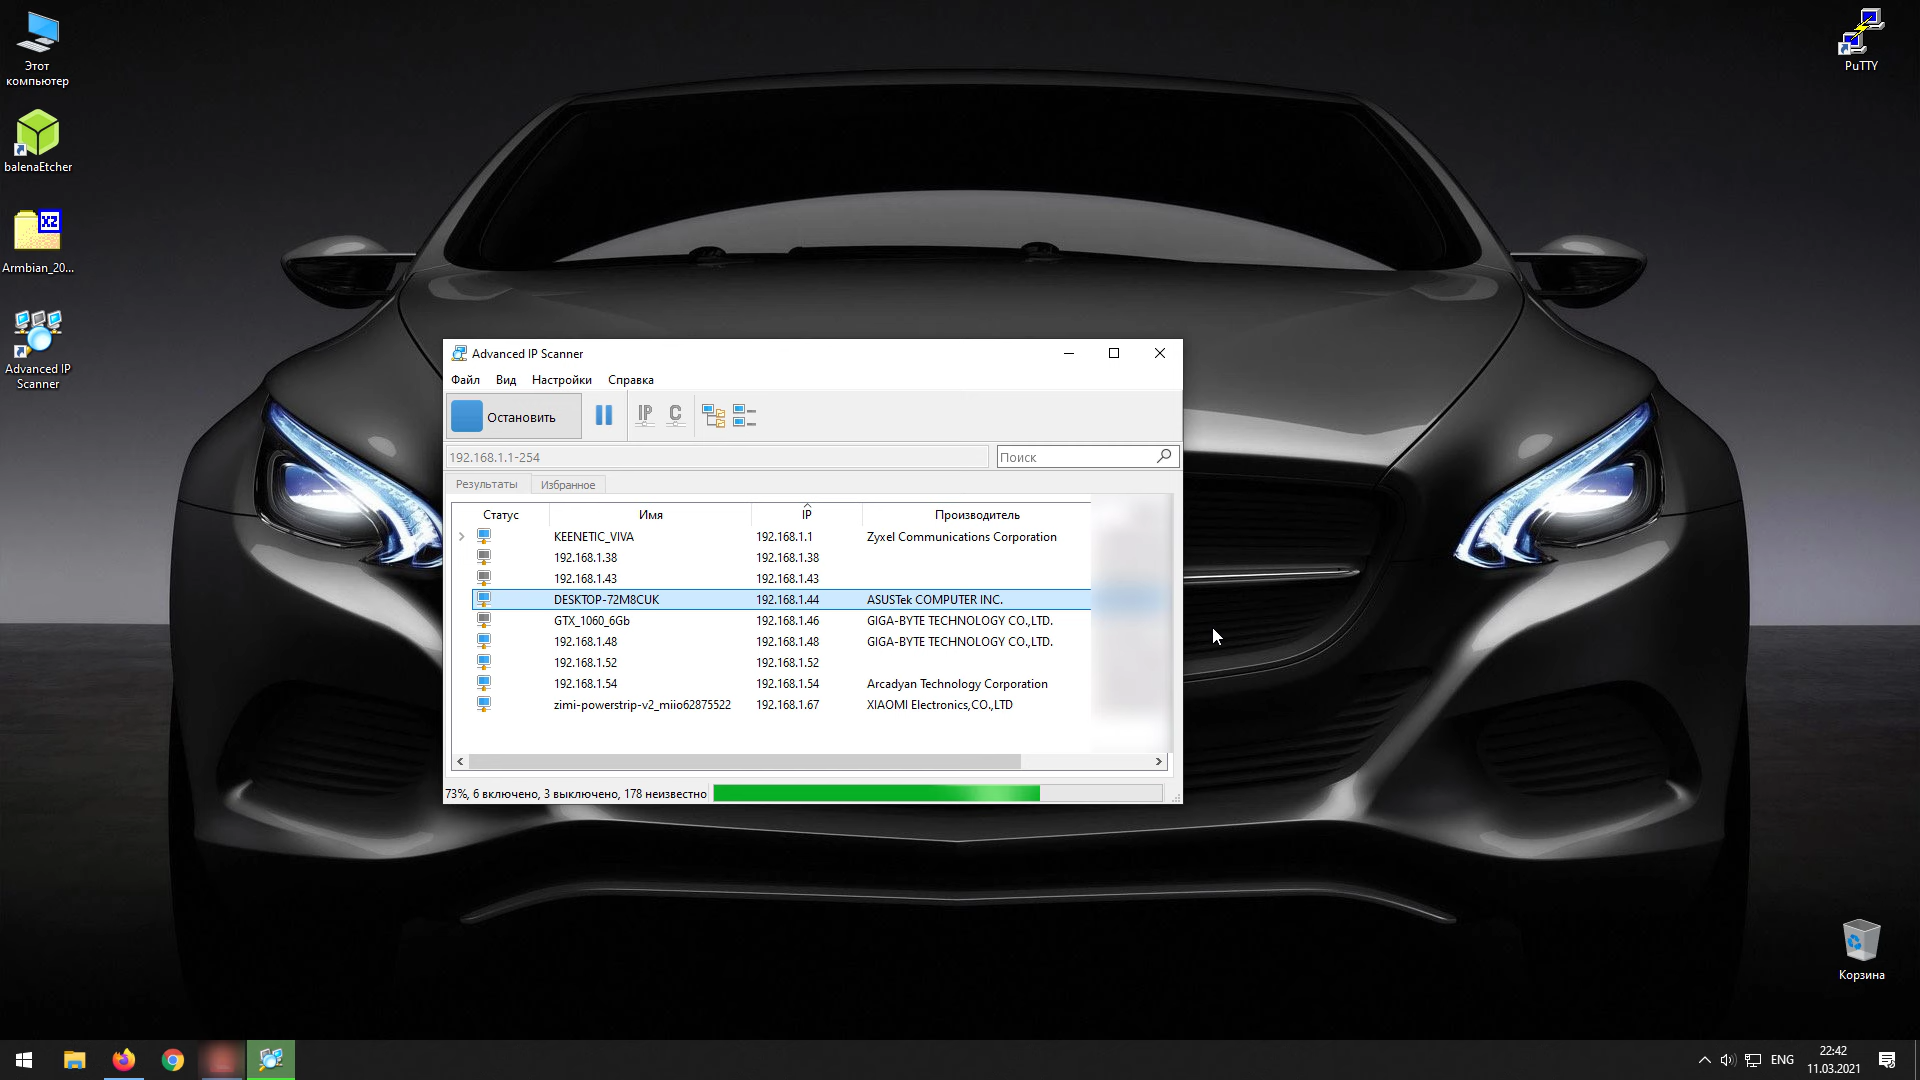 Этот
компьютер
balenaEtcher
X2
Armbian_20...
Advanced IP
Scanner
PuTTY
Advanced IP Scanner
Файл Вид Настройки Справка
Остановить IP C
192.168.1.1-254 Поиск
Результаты Избранное
Статус Имя IP Производитель
KEENETIC_VIVA 192.168.1.1 Zyxel Communications Corporation
192.168.1.38 192.168.1.38
192.168.1.43 192.168.1.43
DESKTOP-72M8CUK 192.168.1.44 ASUSTek COMPUTER INC.
GTX_1060_6Gb 192.168.1.46 GIGA-BYTE TECHNOLOGY CO.,LTD.
192.168.1.48 192.168.1.48 GIGA-BYTE TECHNOLOGY CO.,LTD.
192.168.1.52 192.168.1.52
192.168.1.54 192.168.1.54 Arcadyan Technology Corporation
zimi-powerstrip-v2_miio62875522 192.168.1.67 XIAOMI Electronics,CO.,LTD
73%, 6 включено, 3 выключено, 178 неизвестно
Корзина
ENG
22:42
11.03.2021